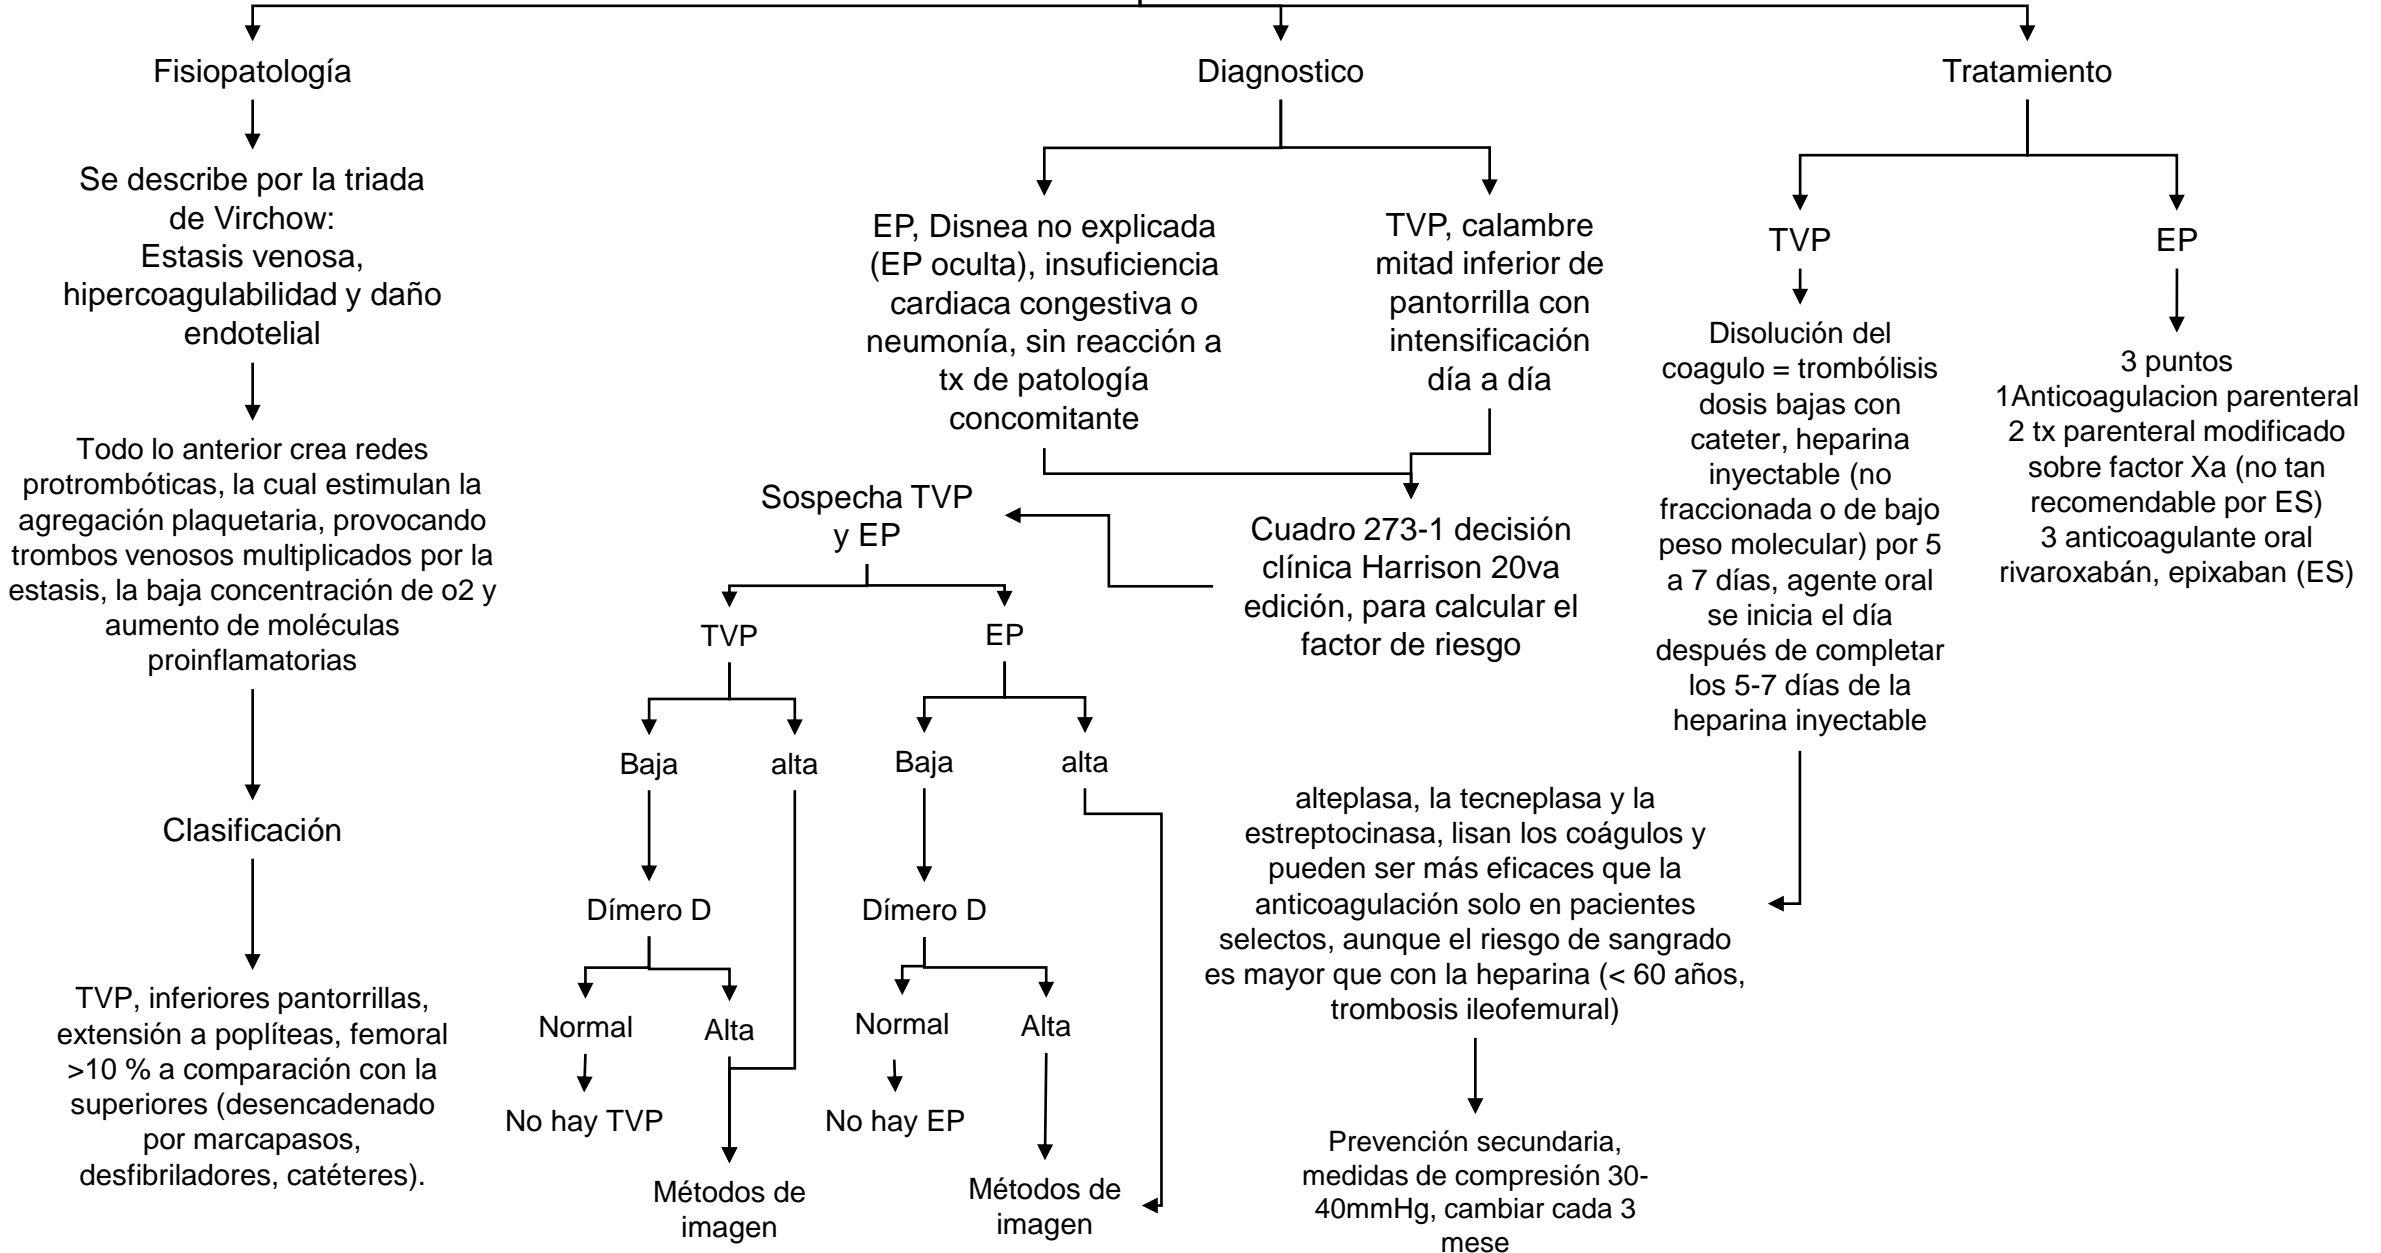 Fisiopatología
Se describe por la triada
de Virchow:
Estasis venosa,
hipercoagulabilidad y daño
endotelial
Todo lo anterior crea redes
protrombóticas, la cual estimulan la
agregación plaquetaria, provocando
trombos venosos multiplicados por la
estasis, la baja concentración de o2 y
aumento de moléculas
proinflamatorias
Clasificación
TVP, inferiores pantorrillas,
extensión a poplíteas, femoral
>10 % a comparación con la
superiores (desencadenado
por marcapasos,
desfibriladores, catéteres).
Diagnostico
EP, Disnea no explicada
(EP oculta), insuficiencia
cardiaca congestiva o
neumonía, sin reacción a
tx de patología
concomitante
TVP, calambre
mitad inferior de
pantorrilla con
intensificación
día a día
Cuadro 273-1 decisión
clínica Harrison 20va
edición, para calcular el
factor de riesgo
Sospecha TVP
y EP
TVP
EP
Baja
alta
Baja
alta
Dímero D
Dímero D
Normal
Alta
Normal
Alta
No hay TVP
No hay EP
Métodos de
imagen
Métodos de
imagen
Tratamiento
TVP
Disolución del
coagulo = trombólisis
dosis bajas con
cateter, heparina
inyectable (no
fraccionada o de bajo
peso molecular) por 5
a 7 días, agente oral
se inicia el día
después de completar
los 5-7 días de la
heparina inyectable
alteplasa, la tecneplasa y la
estreptocinasa, lisan los coágulos y
pueden ser más eficaces que la
anticoagulación solo en pacientes
selectos, aunque el riesgo de sangrado
es mayor que con la heparina (< 60 años,
trombosis ileofemural)
Prevención secundaria,
medidas de compresión 30-
40mmHg, cambiar cada 3
mese
EP
3 puntos
1Anticoagulacion parenteral
2 tx parenteral modificado
sobre factor Xa (no tan
recomendable por ES)
3 anticoagulante oral
rivaroxabán, epixaban (ES)